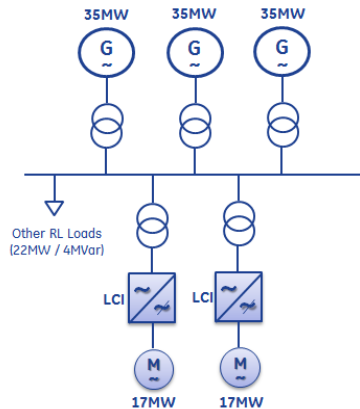 35MW 35MW 35MW
G G G
~ ~ ~
Other RL Loads
(22MW / 4MVar)
LCI LCI
M M
~ ~
17MW 17MW